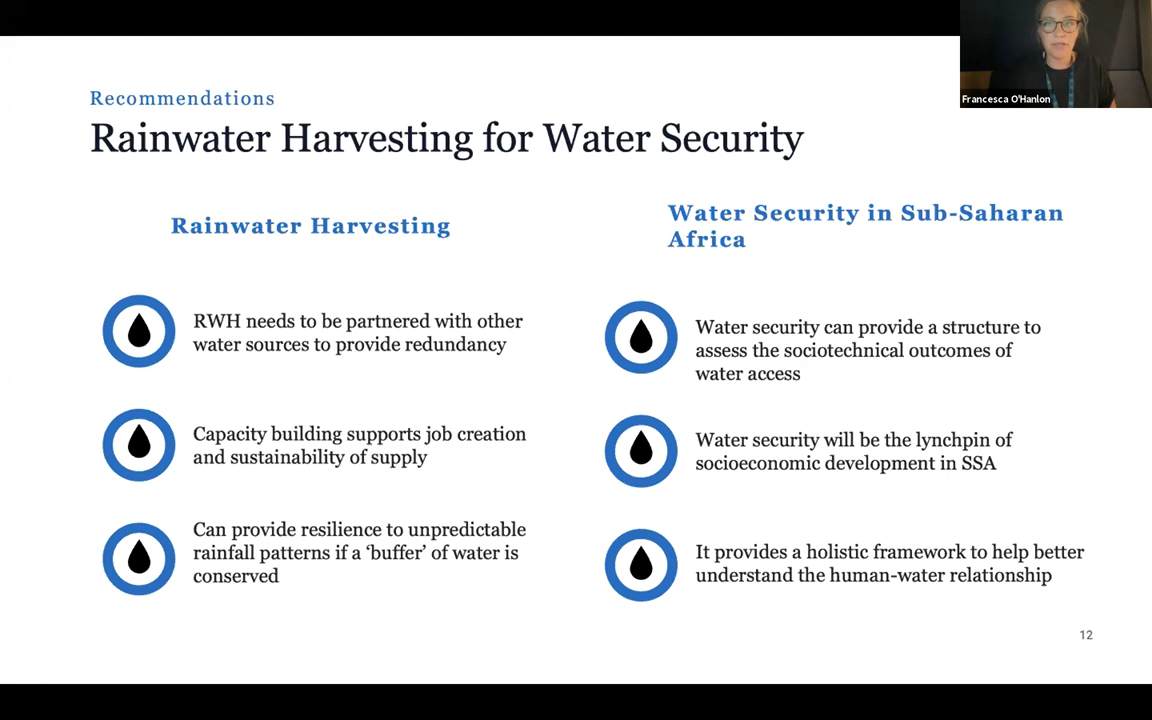 Recommendations
Rainwater Harvesting for Water Security
Francesca O'Hanlon
Rainwater Harvesting
RWH needs to be partnered with other
water sources to provide redundancy
Capacity building supports job creation
and sustainability of supply
Can provide resilience to unpredictable
rainfall patterns if a ‘buffer’ of water is
conserved
Water Security in Sub-Saharan
Africa
Water security can provide a structure to
assess the sociotechnical outcomes of
water access
Water security will be the lynchpin of
socioeconomic development in SSA
It provides a holistic framework to help better
understand the human-water relationship
12